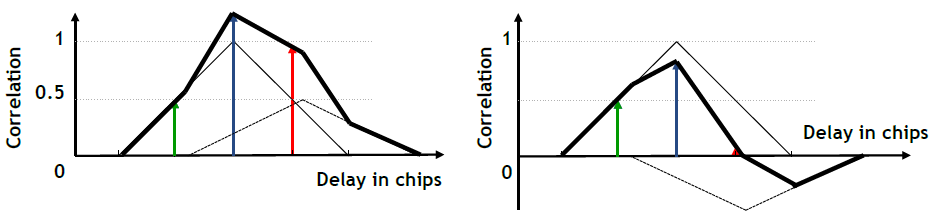 1
0.5
0
Correlation
Delay in chips
1
0
Correlation
Delay in chips